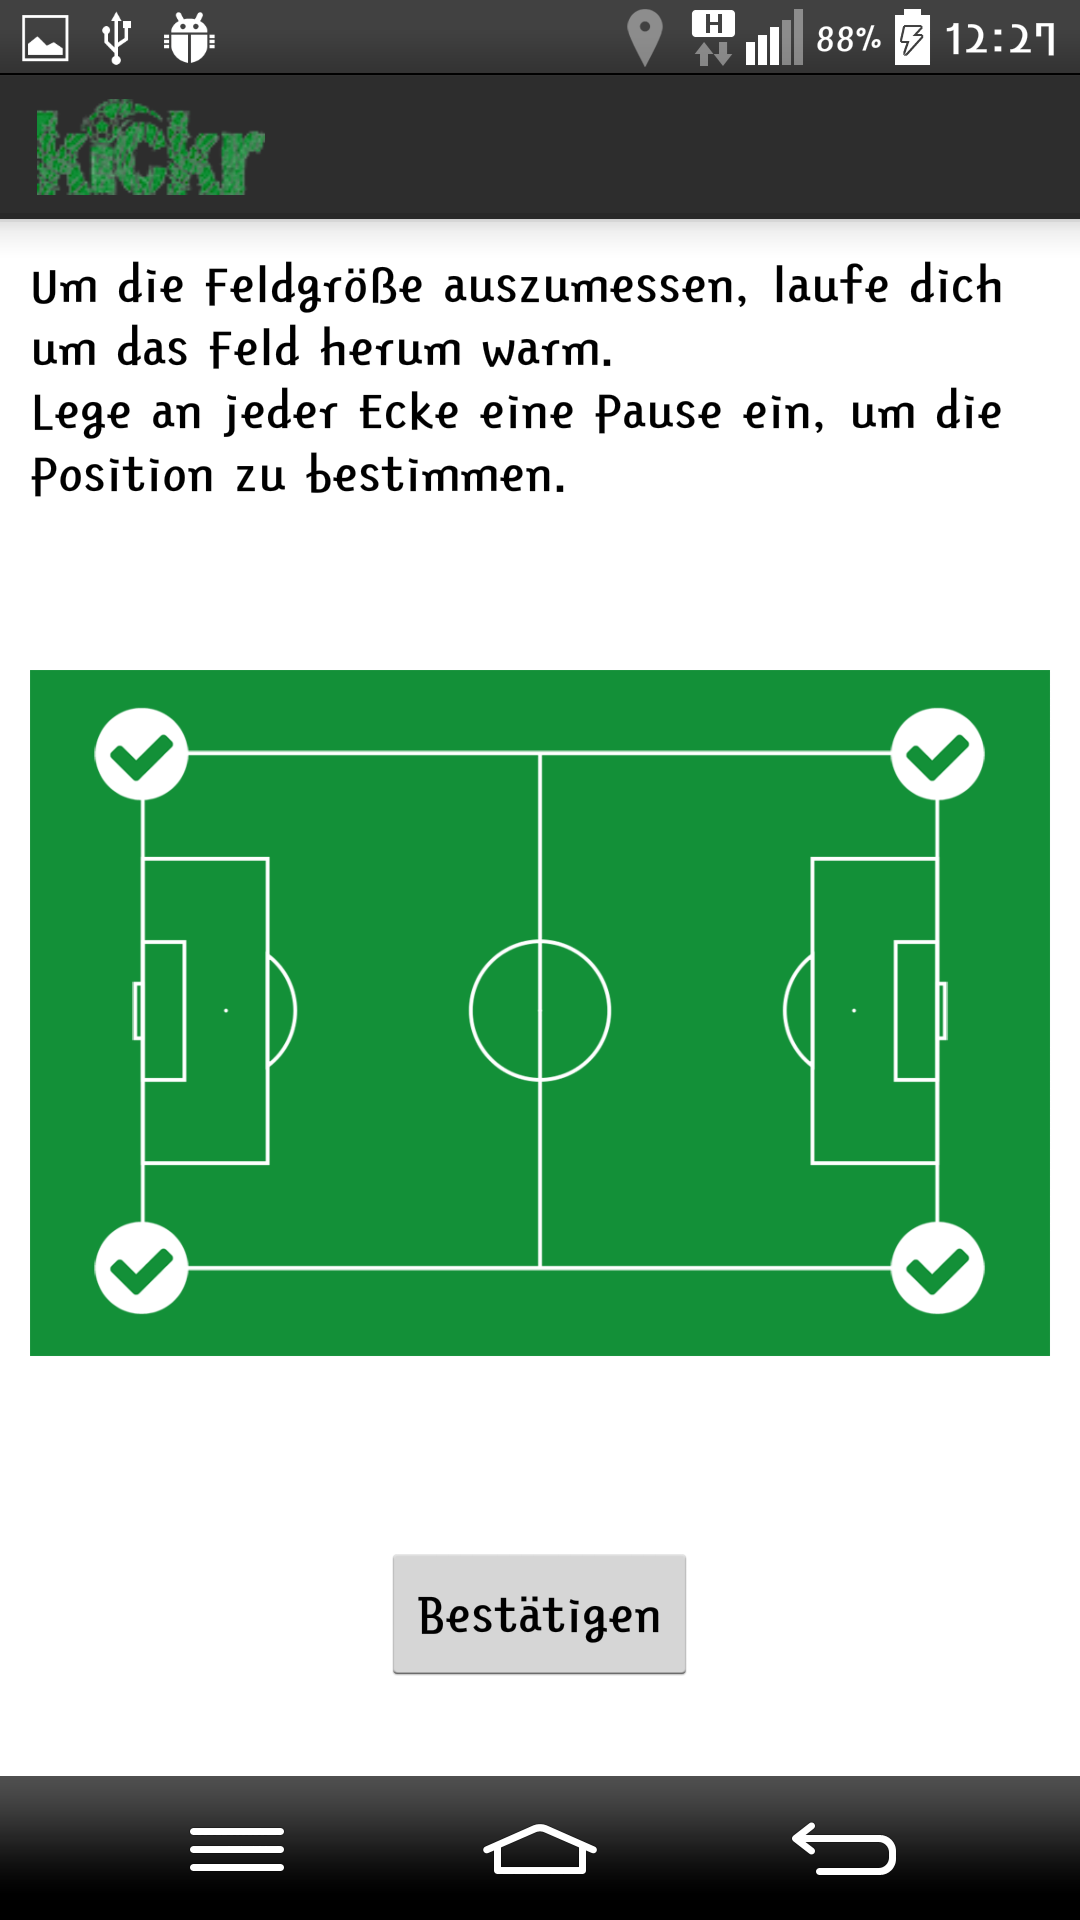 H 88% 12:27
kickr
Um die Feldgröße auszumessen, laufe dich
um das Feld herum warm.
Lege an jeder Ecke eine Pause ein, um die
Position zu bestimmen.
Bestätigen